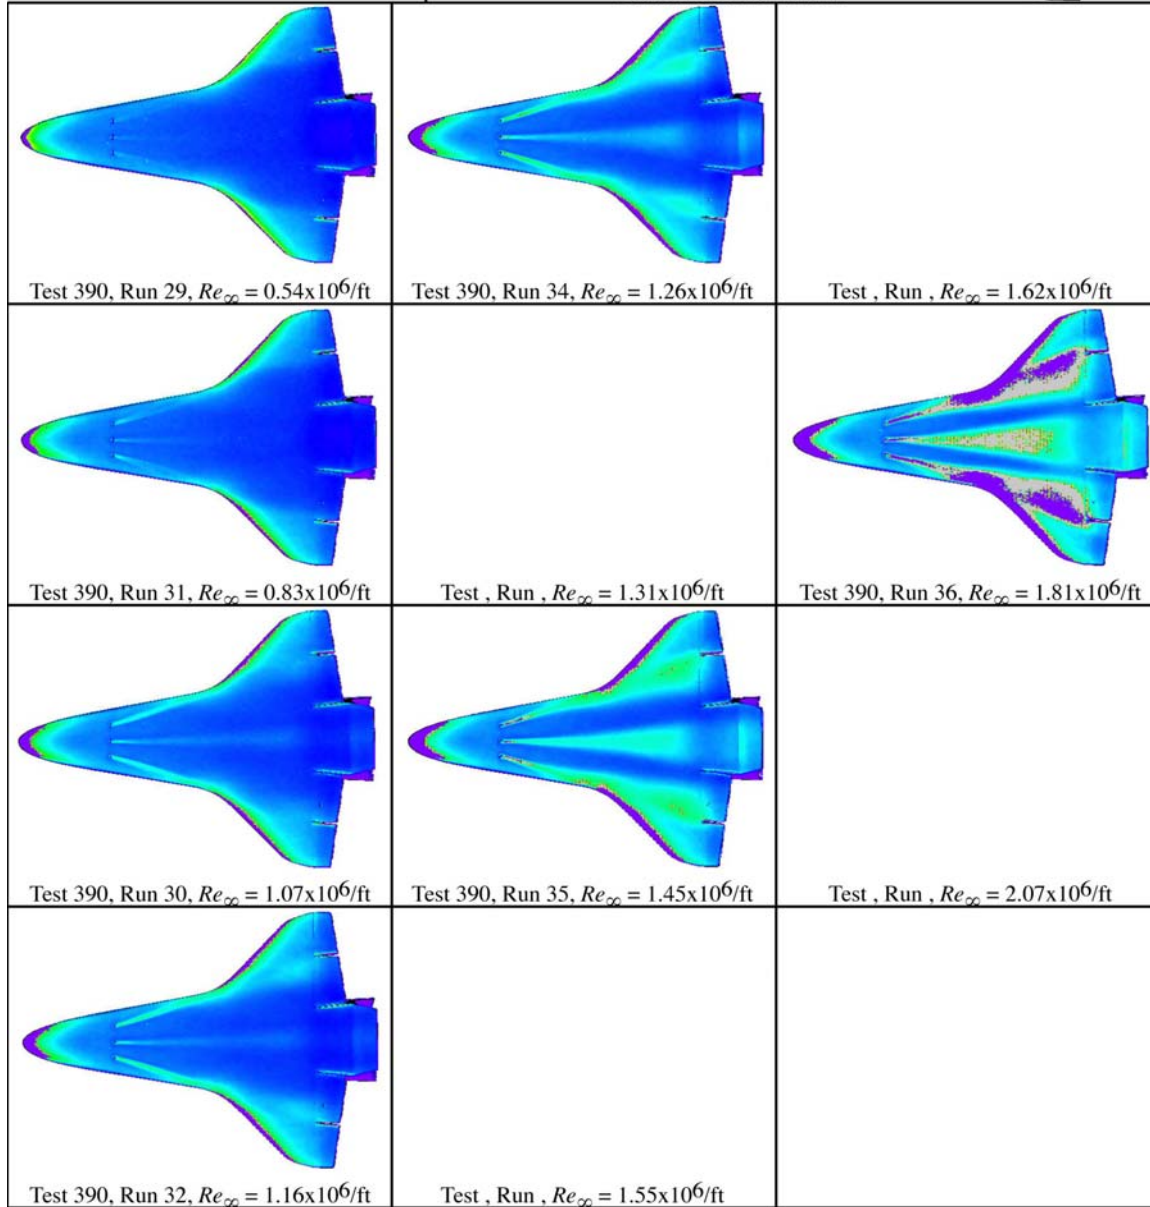 Test 390, Run 29, Re∞ = 0.54x10⁶/ft
Test 390, Run 34, Re∞ = 1.26x10⁶/ft
Test , Run , Re∞ = 1.62x10⁶/ft
Test 390, Run 31, Re∞ = 0.83x10⁶/ft
Test , Run , Re∞ = 1.31x10⁶/ft
Test 390, Run 36, Re∞ = 1.81x10⁶/ft
Test 390, Run 30, Re∞ = 1.07x10⁶/ft
Test 390, Run 35, Re∞ = 1.45x10⁶/ft
Test , Run , Re∞ = 2.07x10⁶/ft
Test 390, Run 32, Re∞ = 1.16x10⁶/ft
Test , Run , Re∞ = 1.55x10⁶/ft